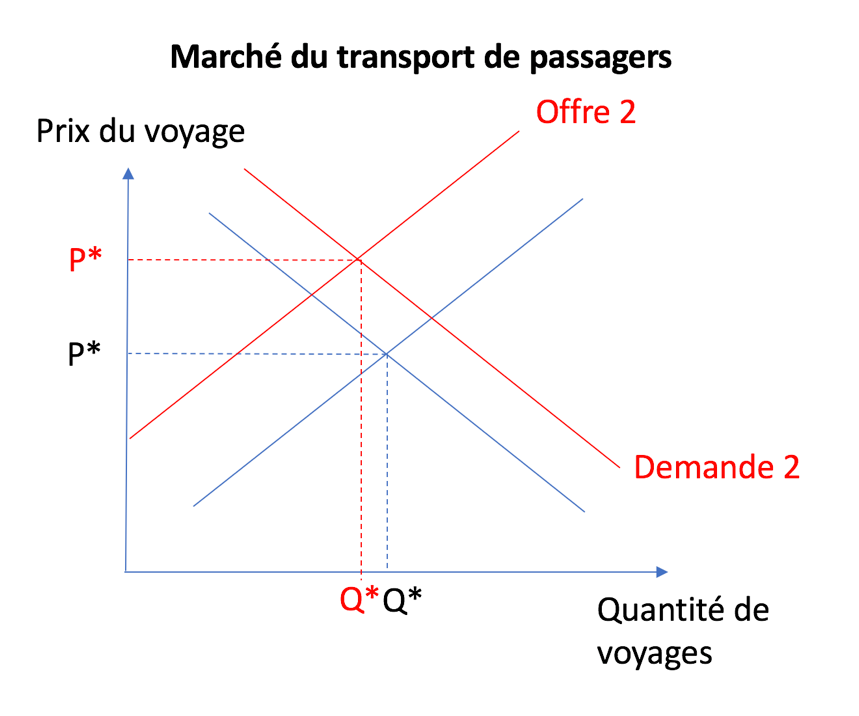 Marché du transport de passagers
Offre 2
Prix du voyage
P*
P*
Demande 2
Q* Q*
Quantité de
voyages